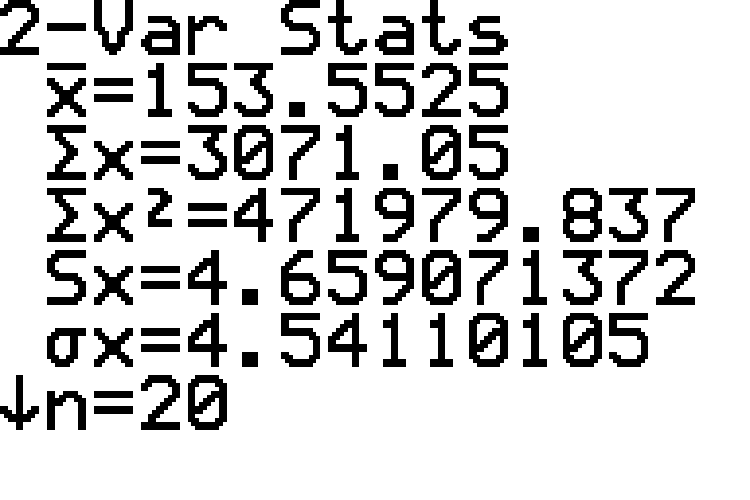 2-Var Stats
x̄=153.5525
Σx=3071.05
Σx²=471979.837
Sx=4.659071372
σx=4.54110105
↓n=20